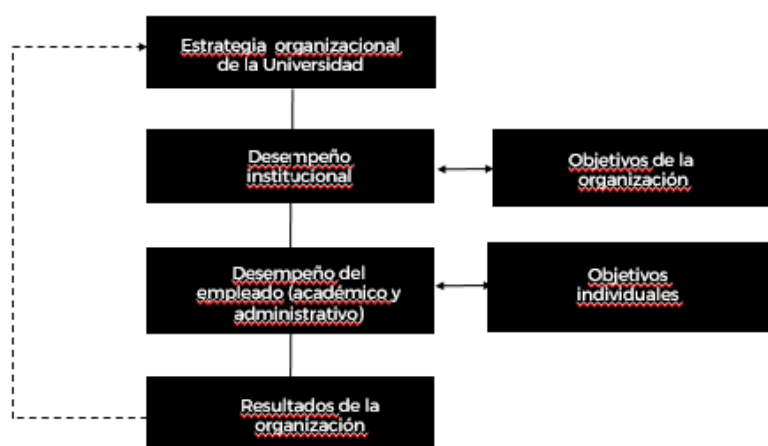 Estrategia organizacional
de la Universidad
Desempeño
institucional
Objetivos de la
organización
Desempeño del
empleado (académico y
administrativo)
Objetivos
individuales
Resultados de la
organización